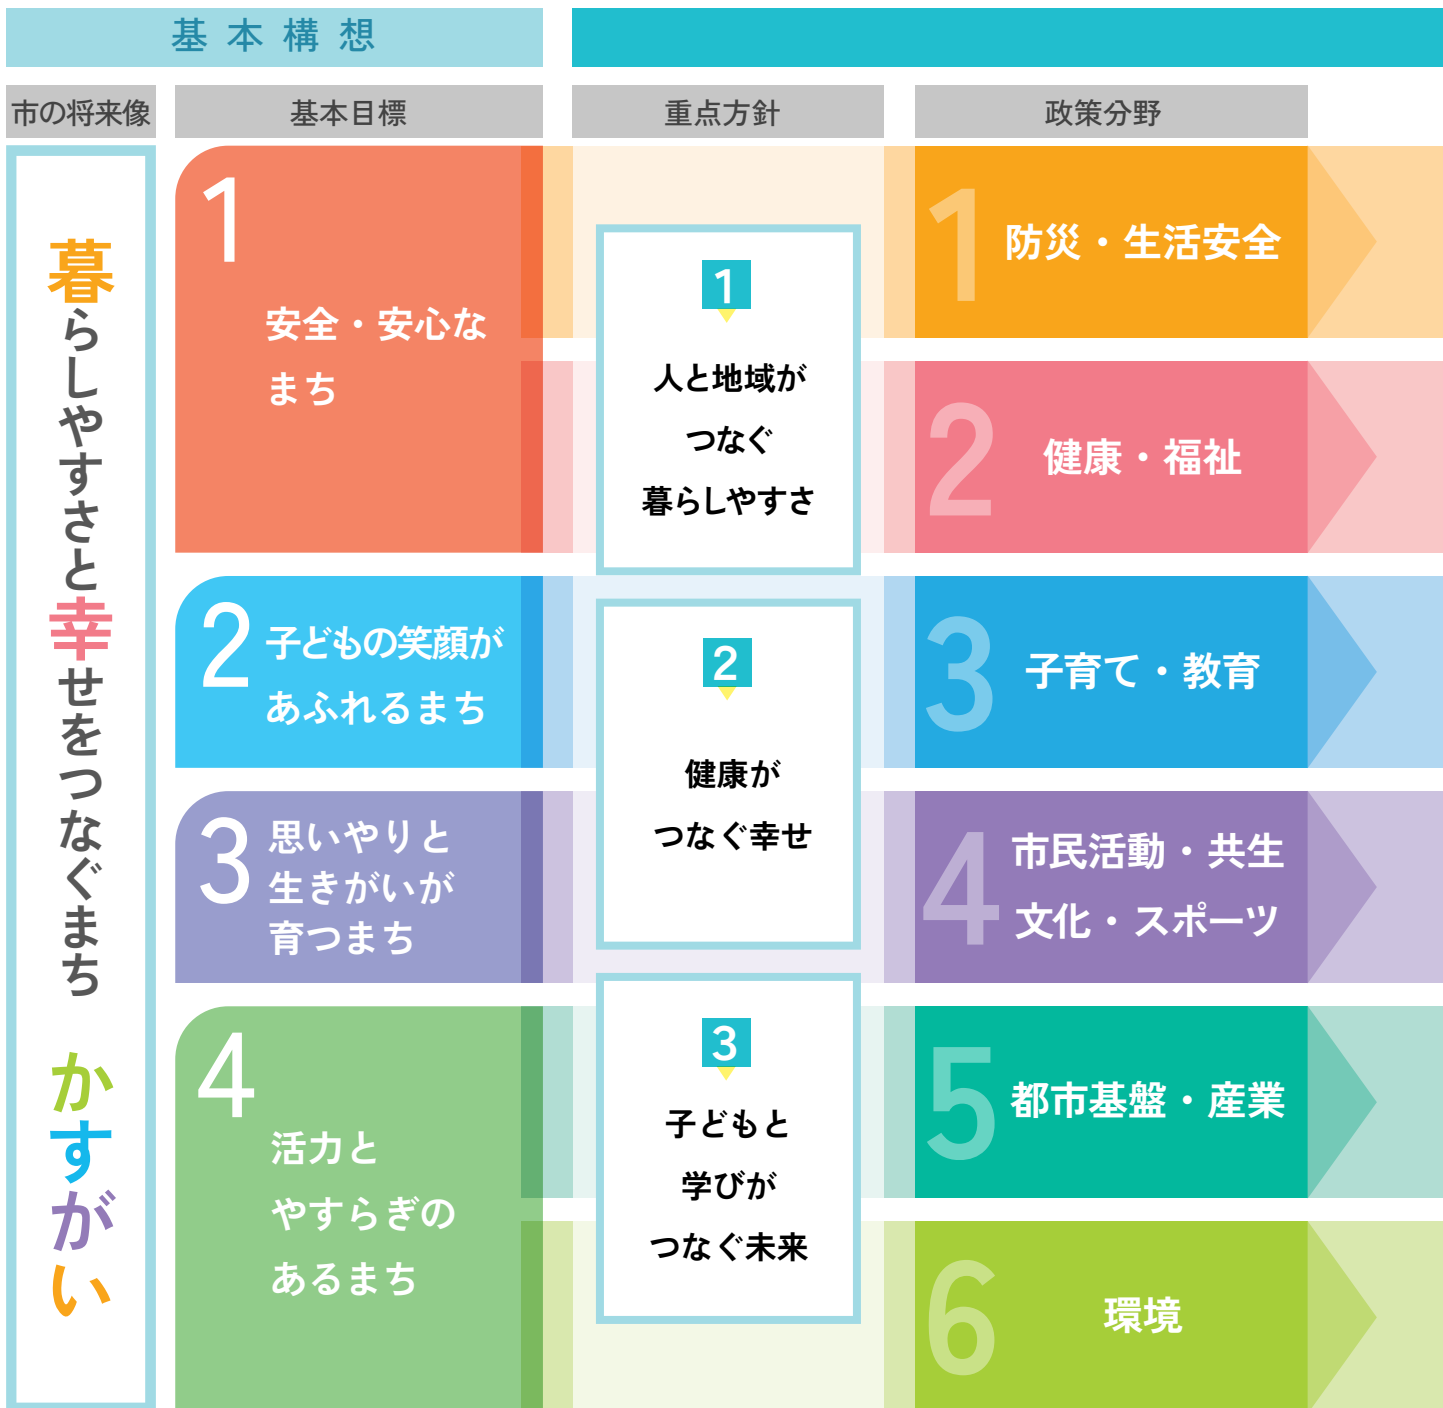 基本構想
市の将来像
基本目標
重点方針
政策分野
暮らしやすさと幸せをつなぐまち かすがい
1
安全・安心な
まち
2
子どもの笑顔が
あふれるまち
3
思いやりと
生きがいが
育つまち
4
活力と
やすらぎの
あるまち
1
人と地域が
つなぐ
暮らしやすさ
2
健康が
つなぐ幸せ
3
子どもと
学びが
つなぐ未来
1
防災・生活安全
2
健康・福祉
3
子育て・教育
4
市民活動・共生
文化・スポーツ
5
都市基盤・産業
6
環境